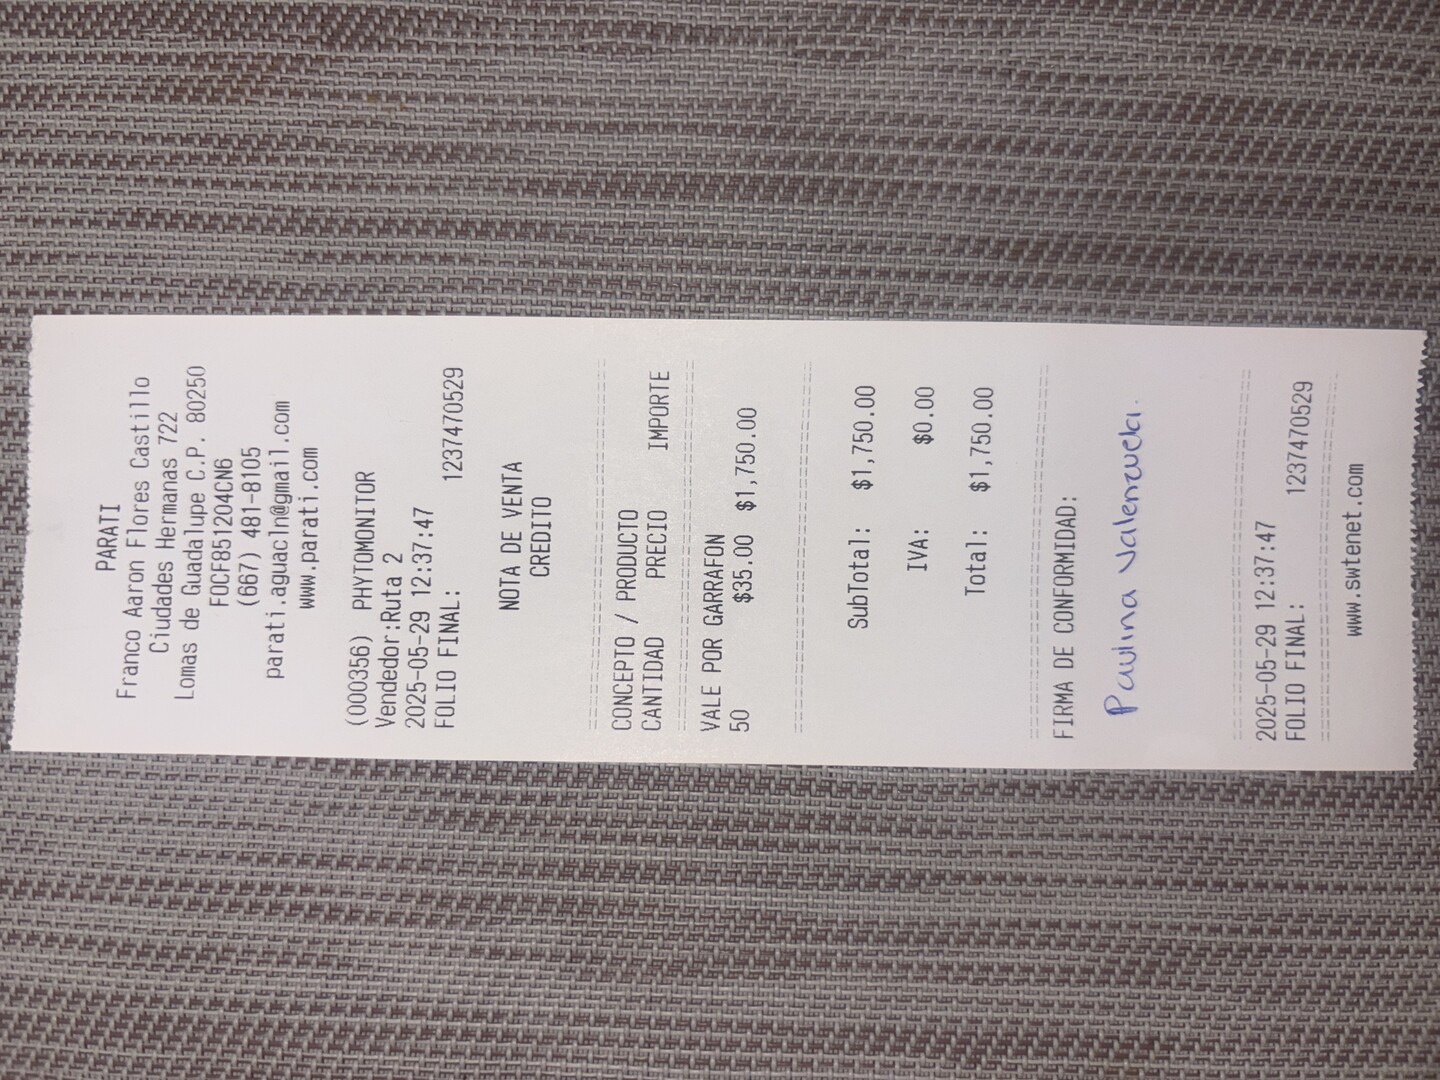 PARATI
Franco Aaron Flores Castillo
Ciudades Hermanas 722
Lomas de Guadalupe C.P. 80250
FOCF851204CN6
(667) 481-8105
parati.aguacln@gmail.com
www.parati.com
(000356) PHYTOMONITOR
Vendedor:Ruta 2
2025-05-29 12:37:47
FOLIO FINAL: 1237470529
NOTA DE VENTA
CREDITO
CONCEPTO / PRODUCTO
CANTIDAD PRECIO IMPORTE
VALE POR GARRAFON
50 $35.00 $1,750.00
SubTotal: $1,750.00
IVA: $0.00
Total: $1,750.00
FIRMA DE CONFORMIDAD:
Paulina Valenzuela.
2025-05-29 12:37:47
FOLIO FINAL: 1237470529
www.swtenet.com